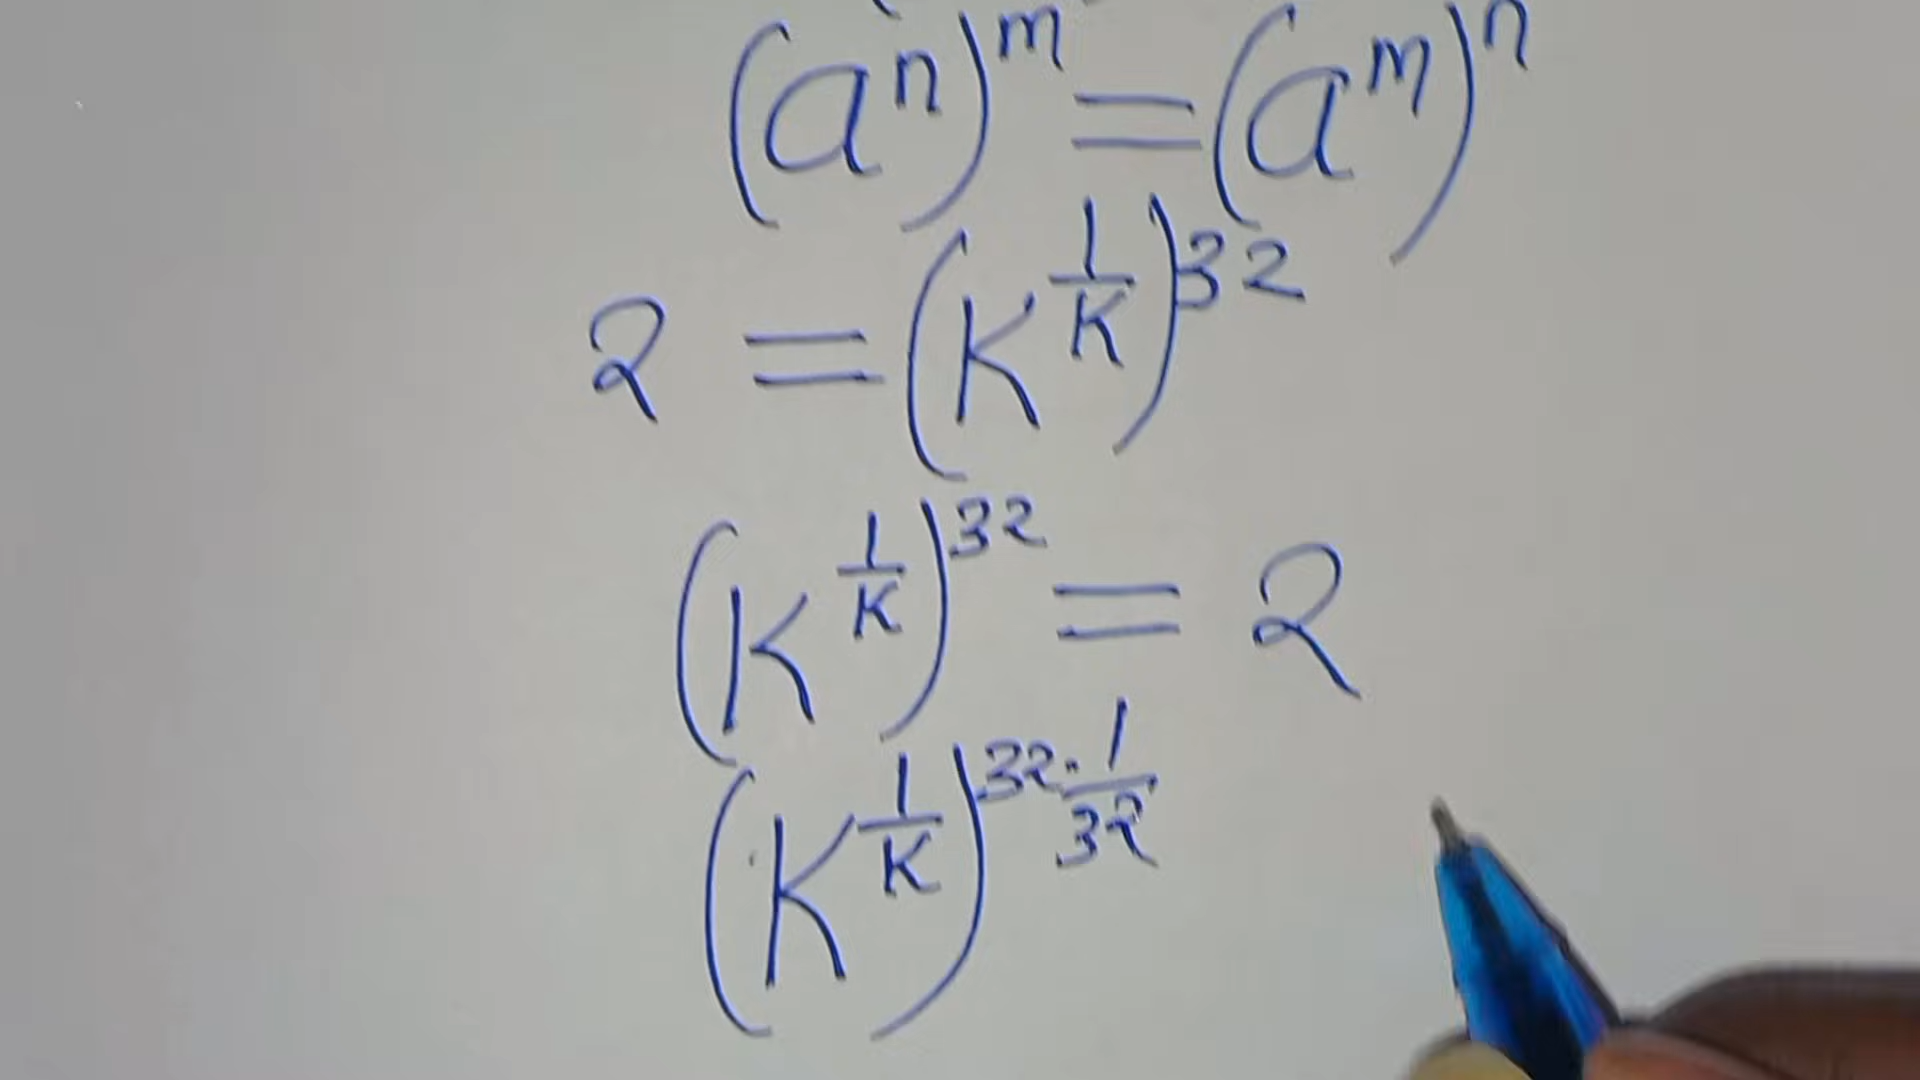 (a^n)^m = (a^m)^n
2 = (K^(1/K))^32
(K^(1/K))^32 = 2
(K^(1/K))^(32·1/32)